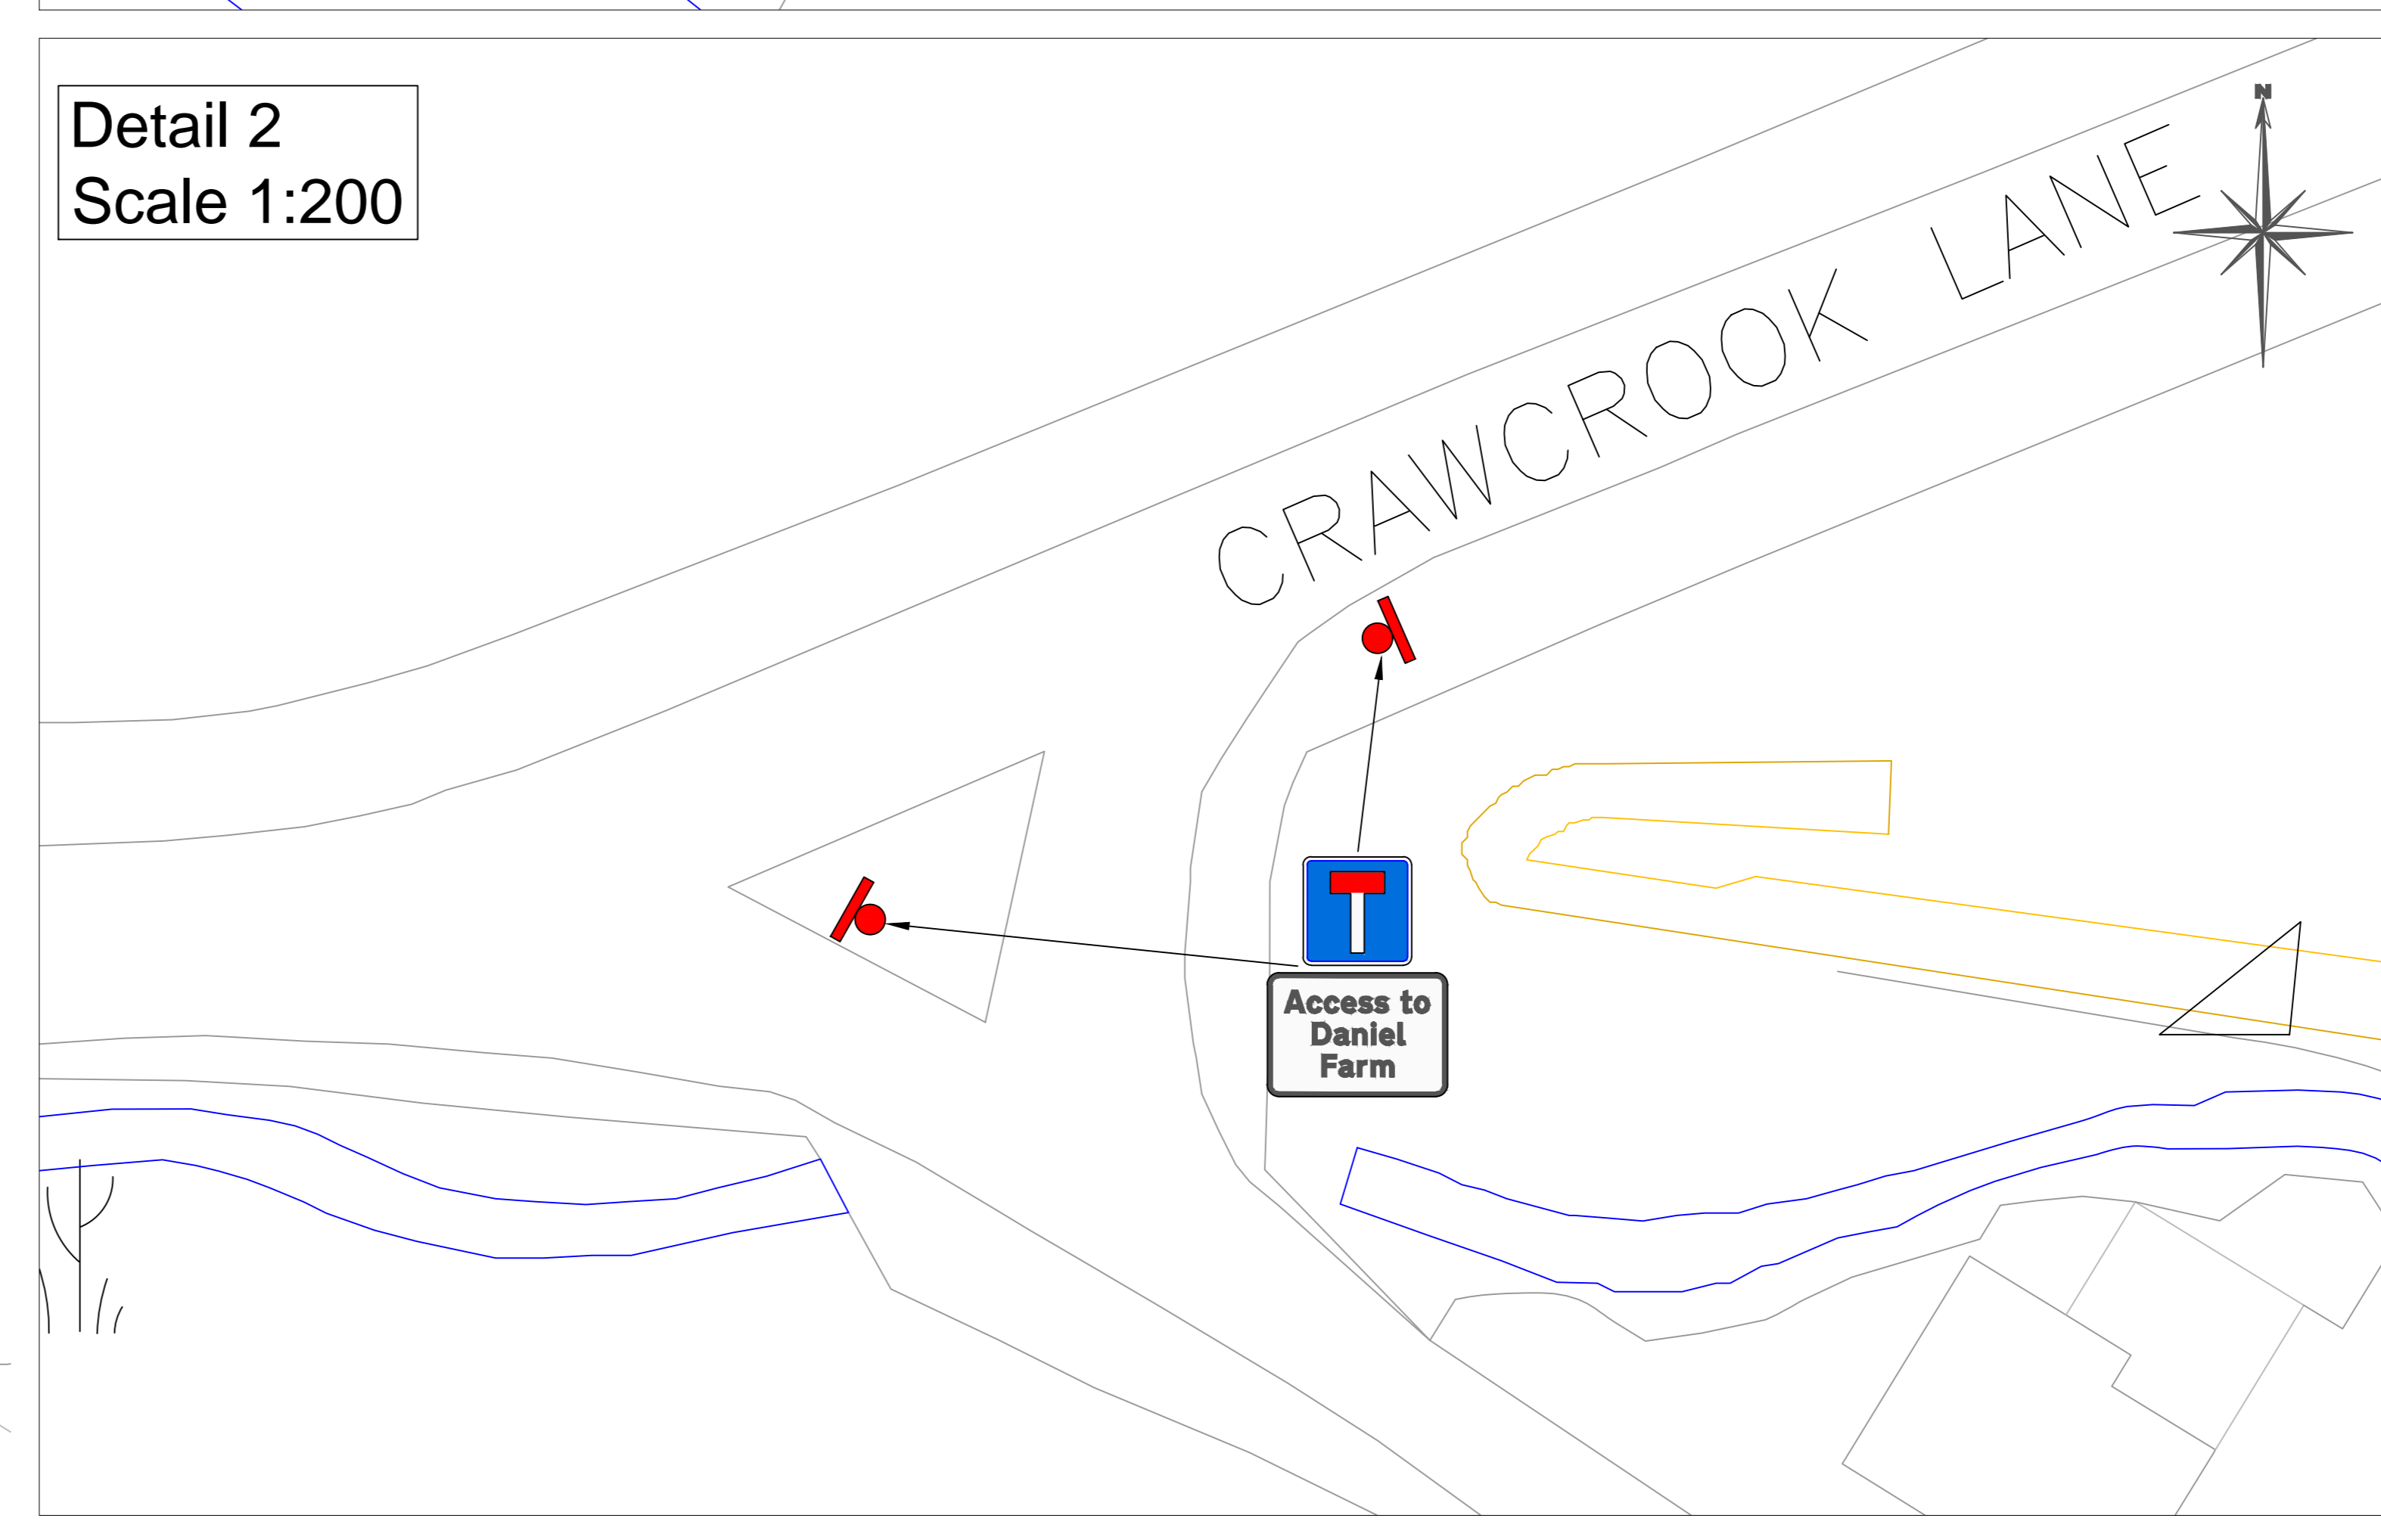 Detail 2
Scale 1:200
N
CRAWCROOK LANE
Access to
Daniel
Farm